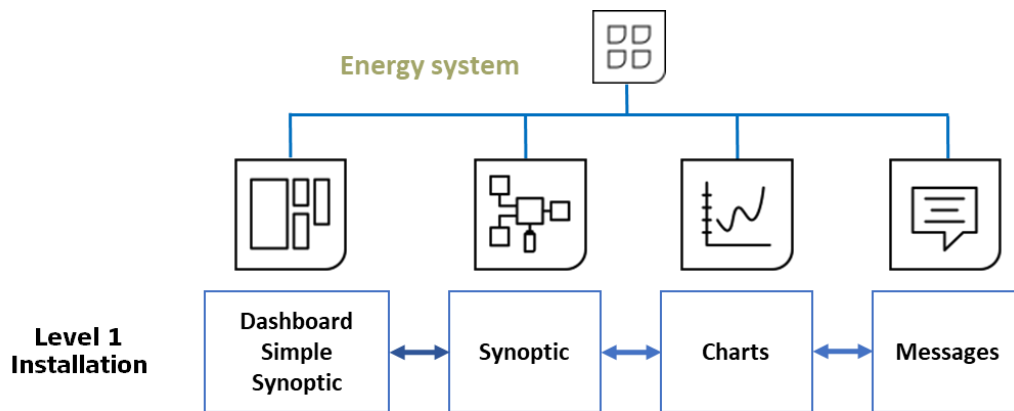 Energy system
Level 1
Installation
Dashboard
Simple
Synoptic
Synoptic
Charts
Messages